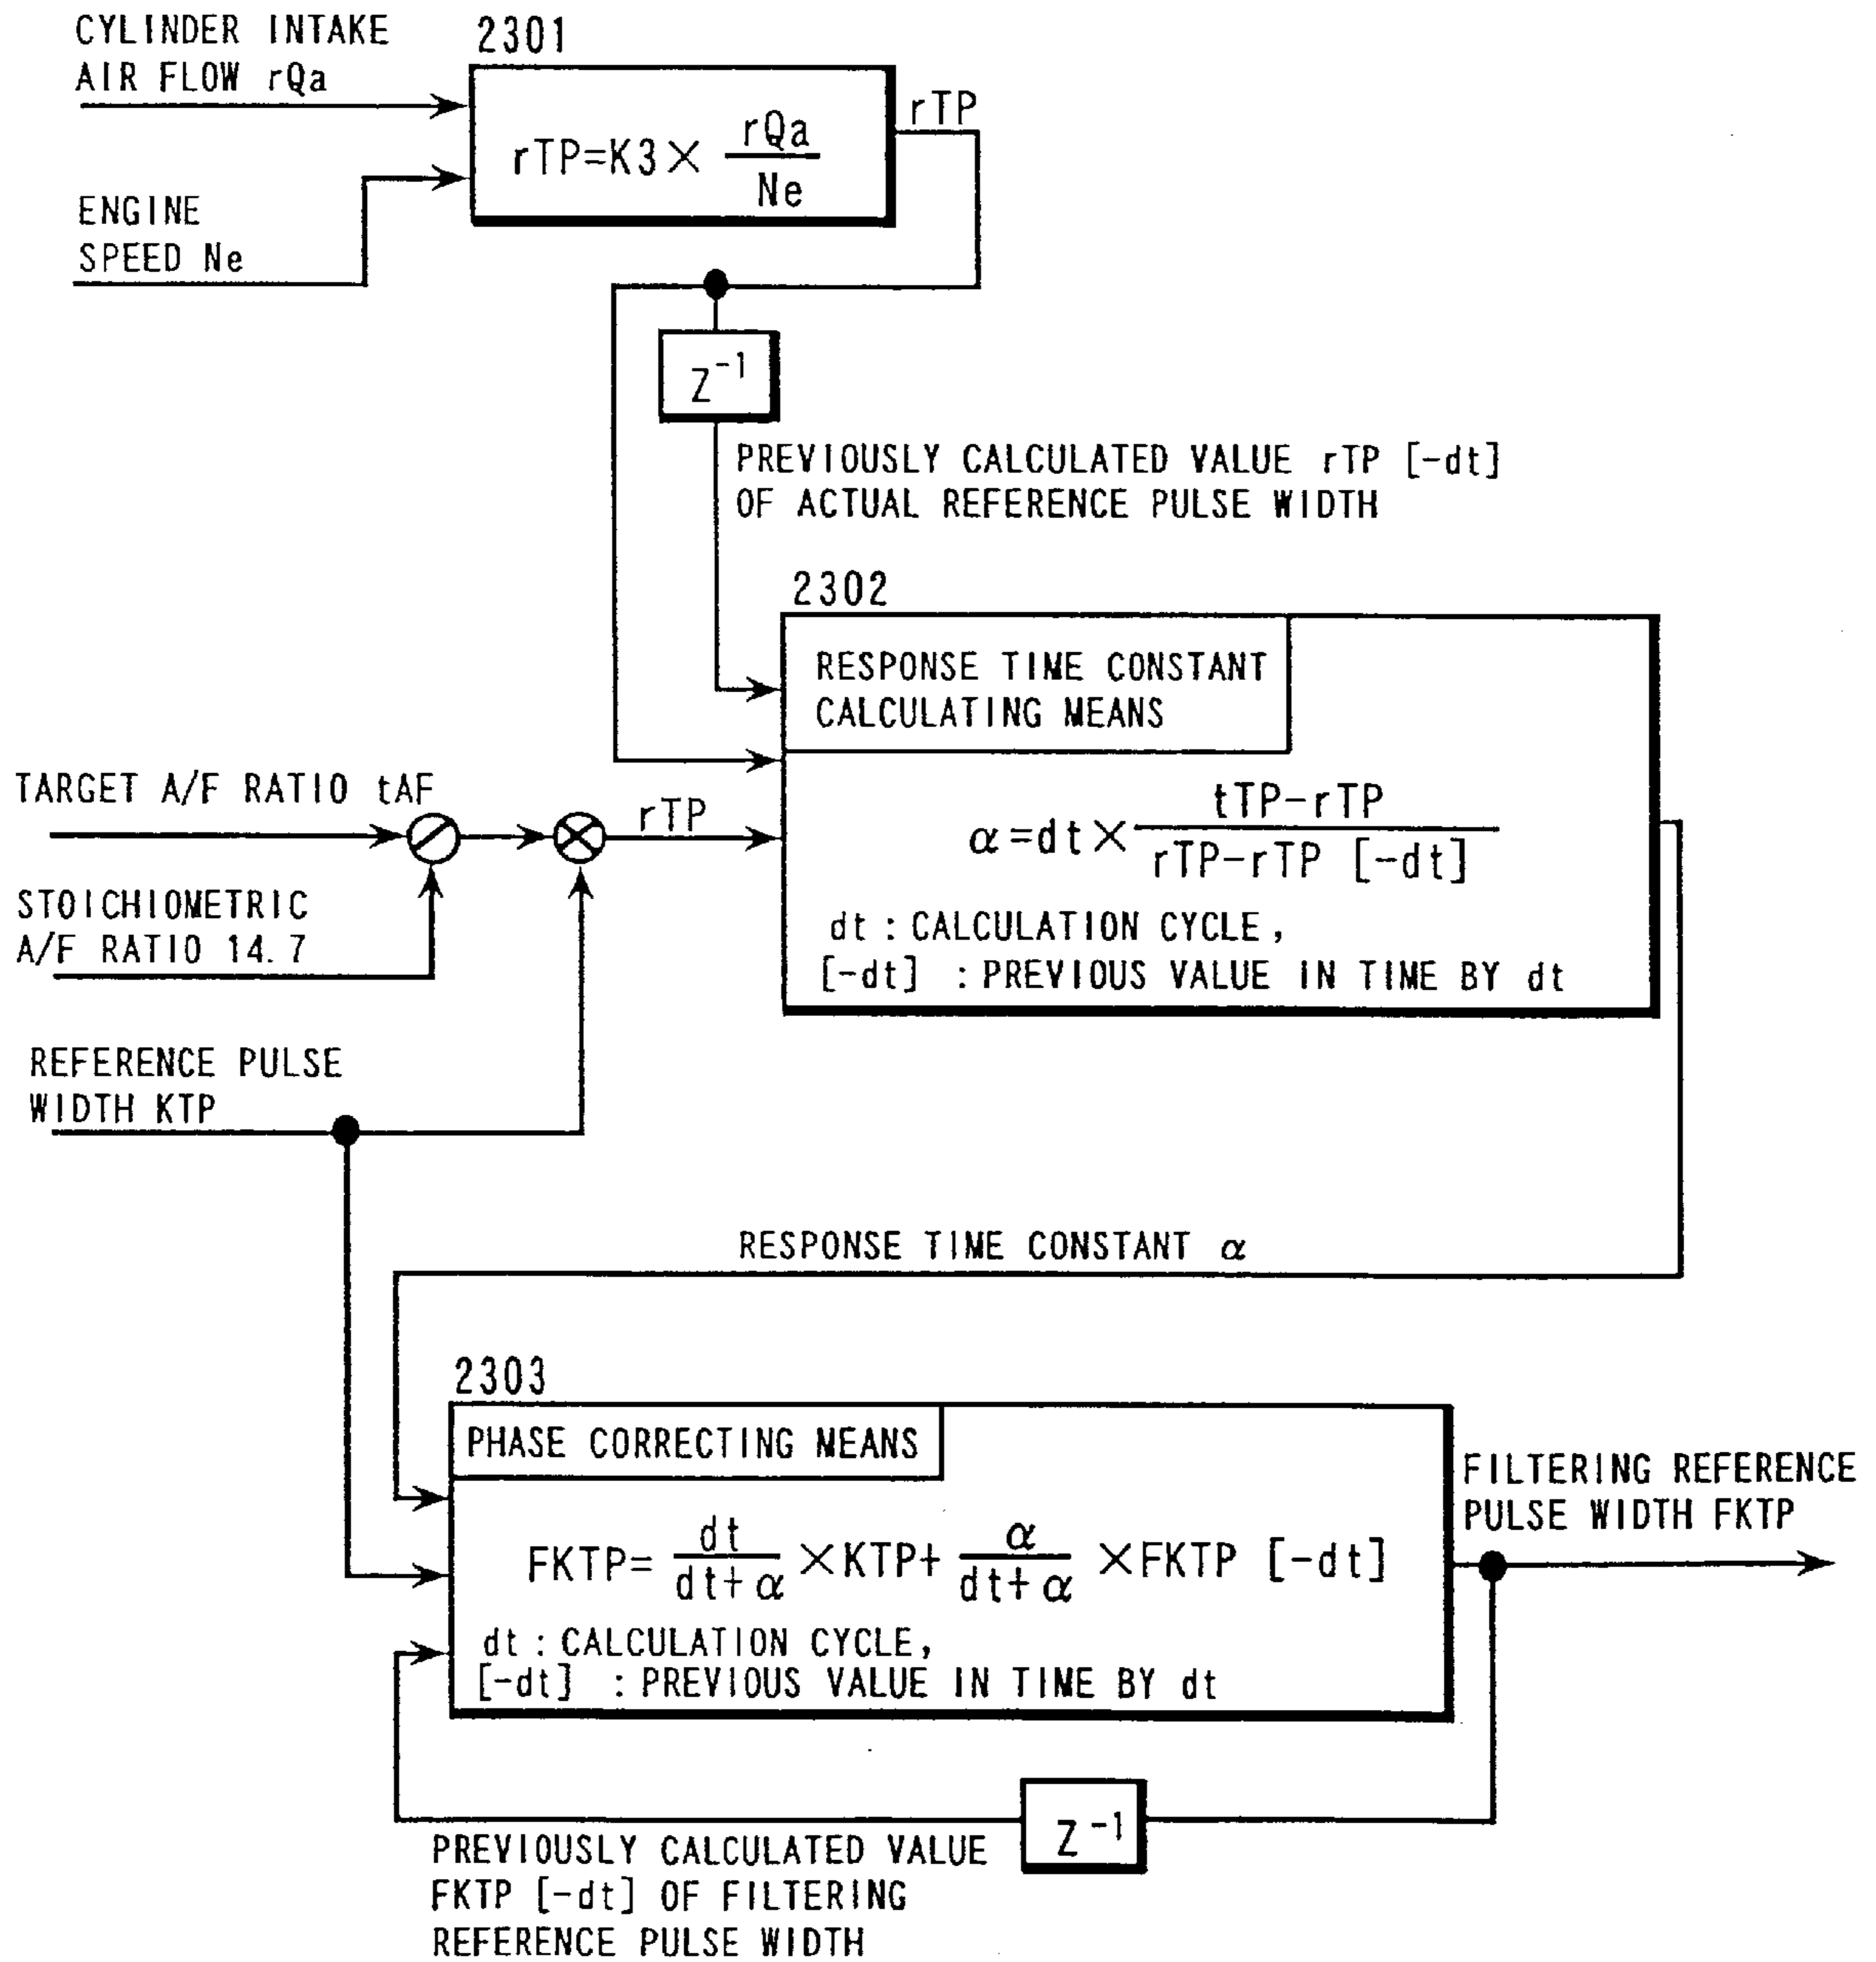 CYLINDER INTAKE
AIR FLOW rQa
2301
rTP=K3× rQa/Ne
rTP
ENGINE
SPEED Ne
Z⁻¹
PREVIOUSLY CALCULATED VALUE rTP [-dt]
OF ACTUAL REFERENCE PULSE WIDTH
2302
RESPONSE TIME CONSTANT
CALCULATING MEANS
TARGET A/F RATIO tAF
rTP
α=dt× tTP-rTP/rTP-rTP [-dt]
STOICHIOMETRIC
A/F RATIO 14.7
dt : CALCULATION CYCLE,
[-dt] : PREVIOUS VALUE IN TIME BY dt
REFERENCE PULSE
WIDTH KTP
RESPONSE TIME CONSTANT α
2303
PHASE CORRECTING MEANS
FILTERING REFERENCE
PULSE WIDTH FKTP
FKTP= dt/dt+α ×KTP+ α/dt+α ×FKTP [-dt]
dt : CALCULATION CYCLE,
[-dt] : PREVIOUS VALUE IN TIME BY dt
Z⁻¹
PREVIOUSLY CALCULATED VALUE
FKTP [-dt] OF FILTERING
REFERENCE PULSE WIDTH